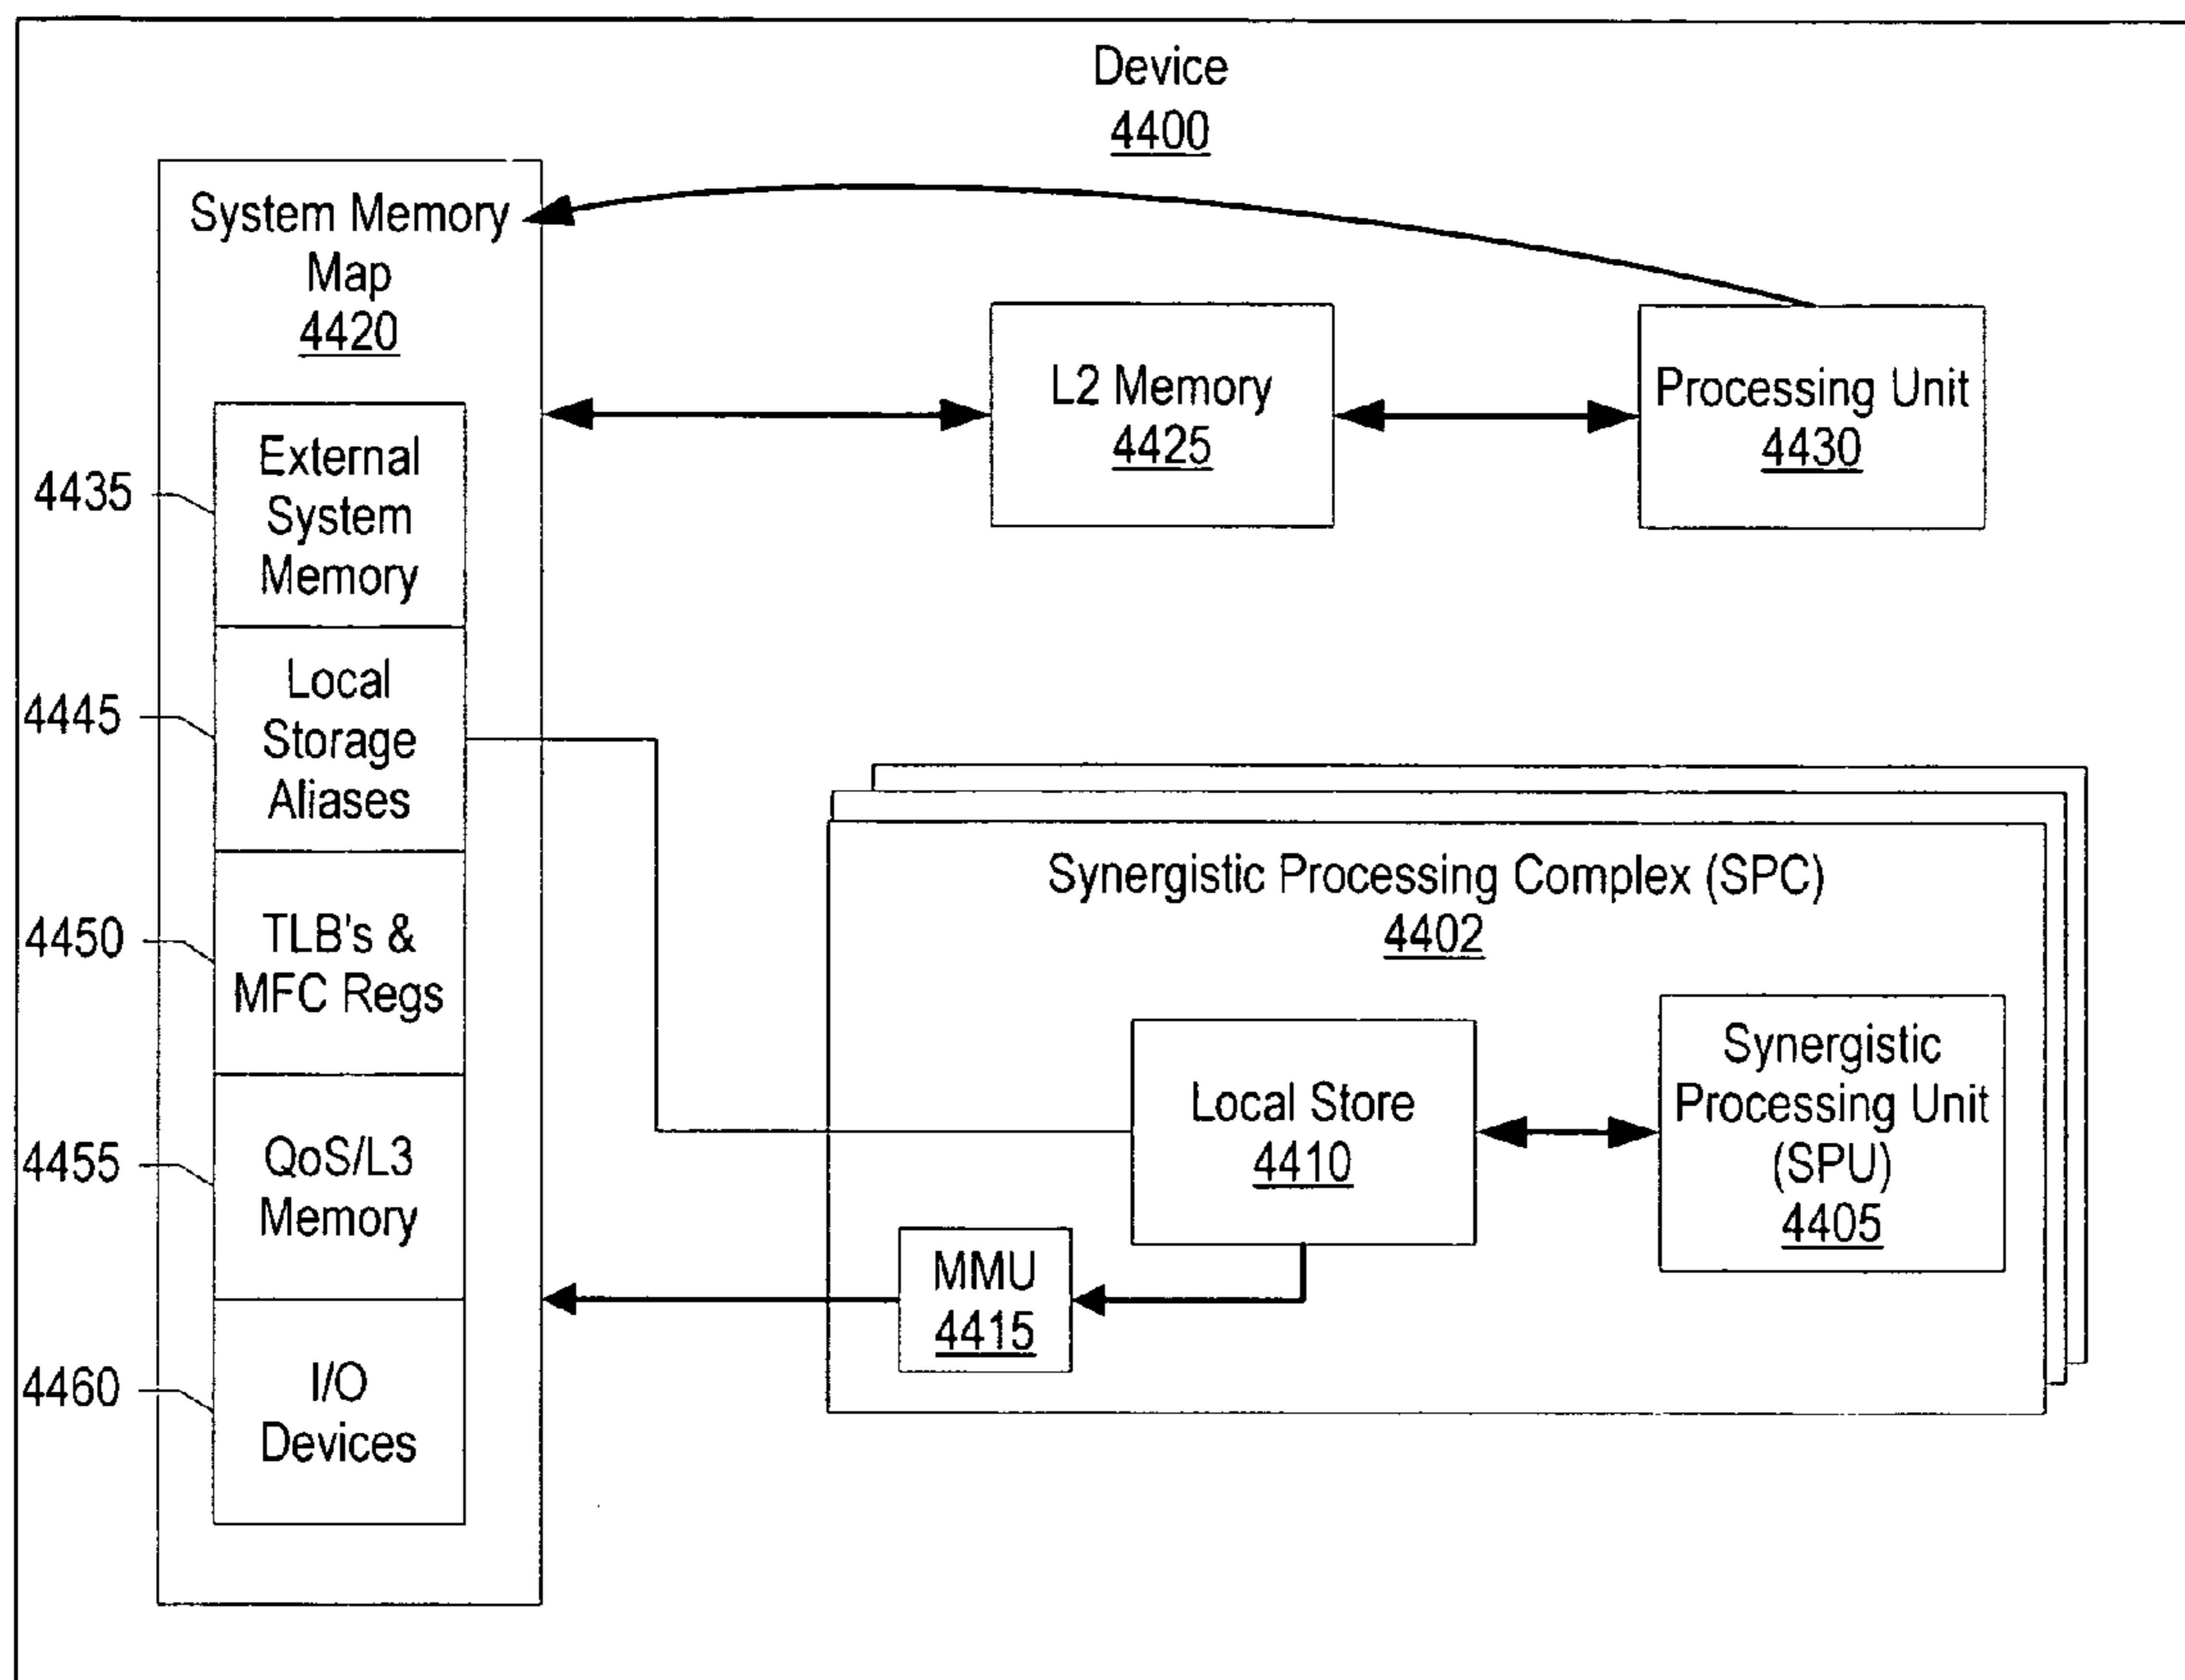 Device
4400
System Memory
Map
4420
External
System
Memory
4435
Local
Storage
Aliases
4445
TLB's &
MFC Regs
4450
QoS/L3
Memory
4455
I/O
Devices
4460
L2 Memory
4425
Processing Unit
4430
Synergistic Processing Complex (SPC)
4402
Local Store
4410
Synergistic
Processing Unit
(SPU)
4405
MMU
4415